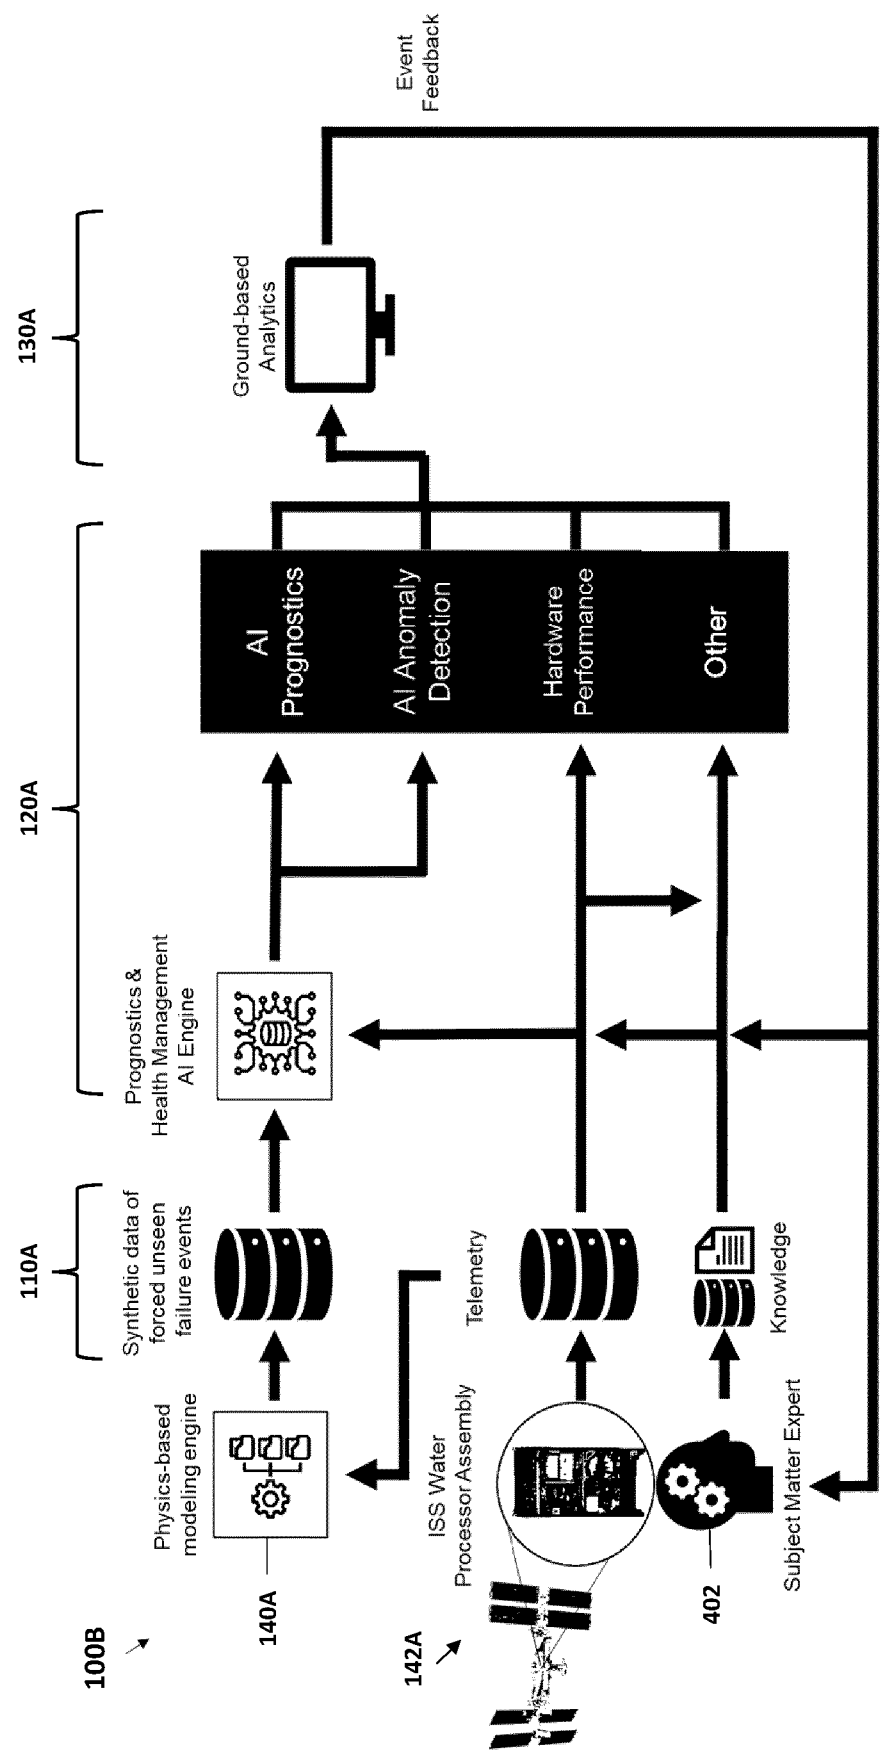 100B
110A
120A
130A
140A
Physics-based
modeling engine
Synthetic data of
forced unseen
failure events
Prognostics &
Health Management
AI Engine
AI
Prognostics
AI Anomaly
Detection
Hardware
Performance
Other
Ground-based
Analytics
Event
Feedback
142A
ISS Water
Processor Assembly
Telemetry
402
Subject Matter Expert
Knowledge